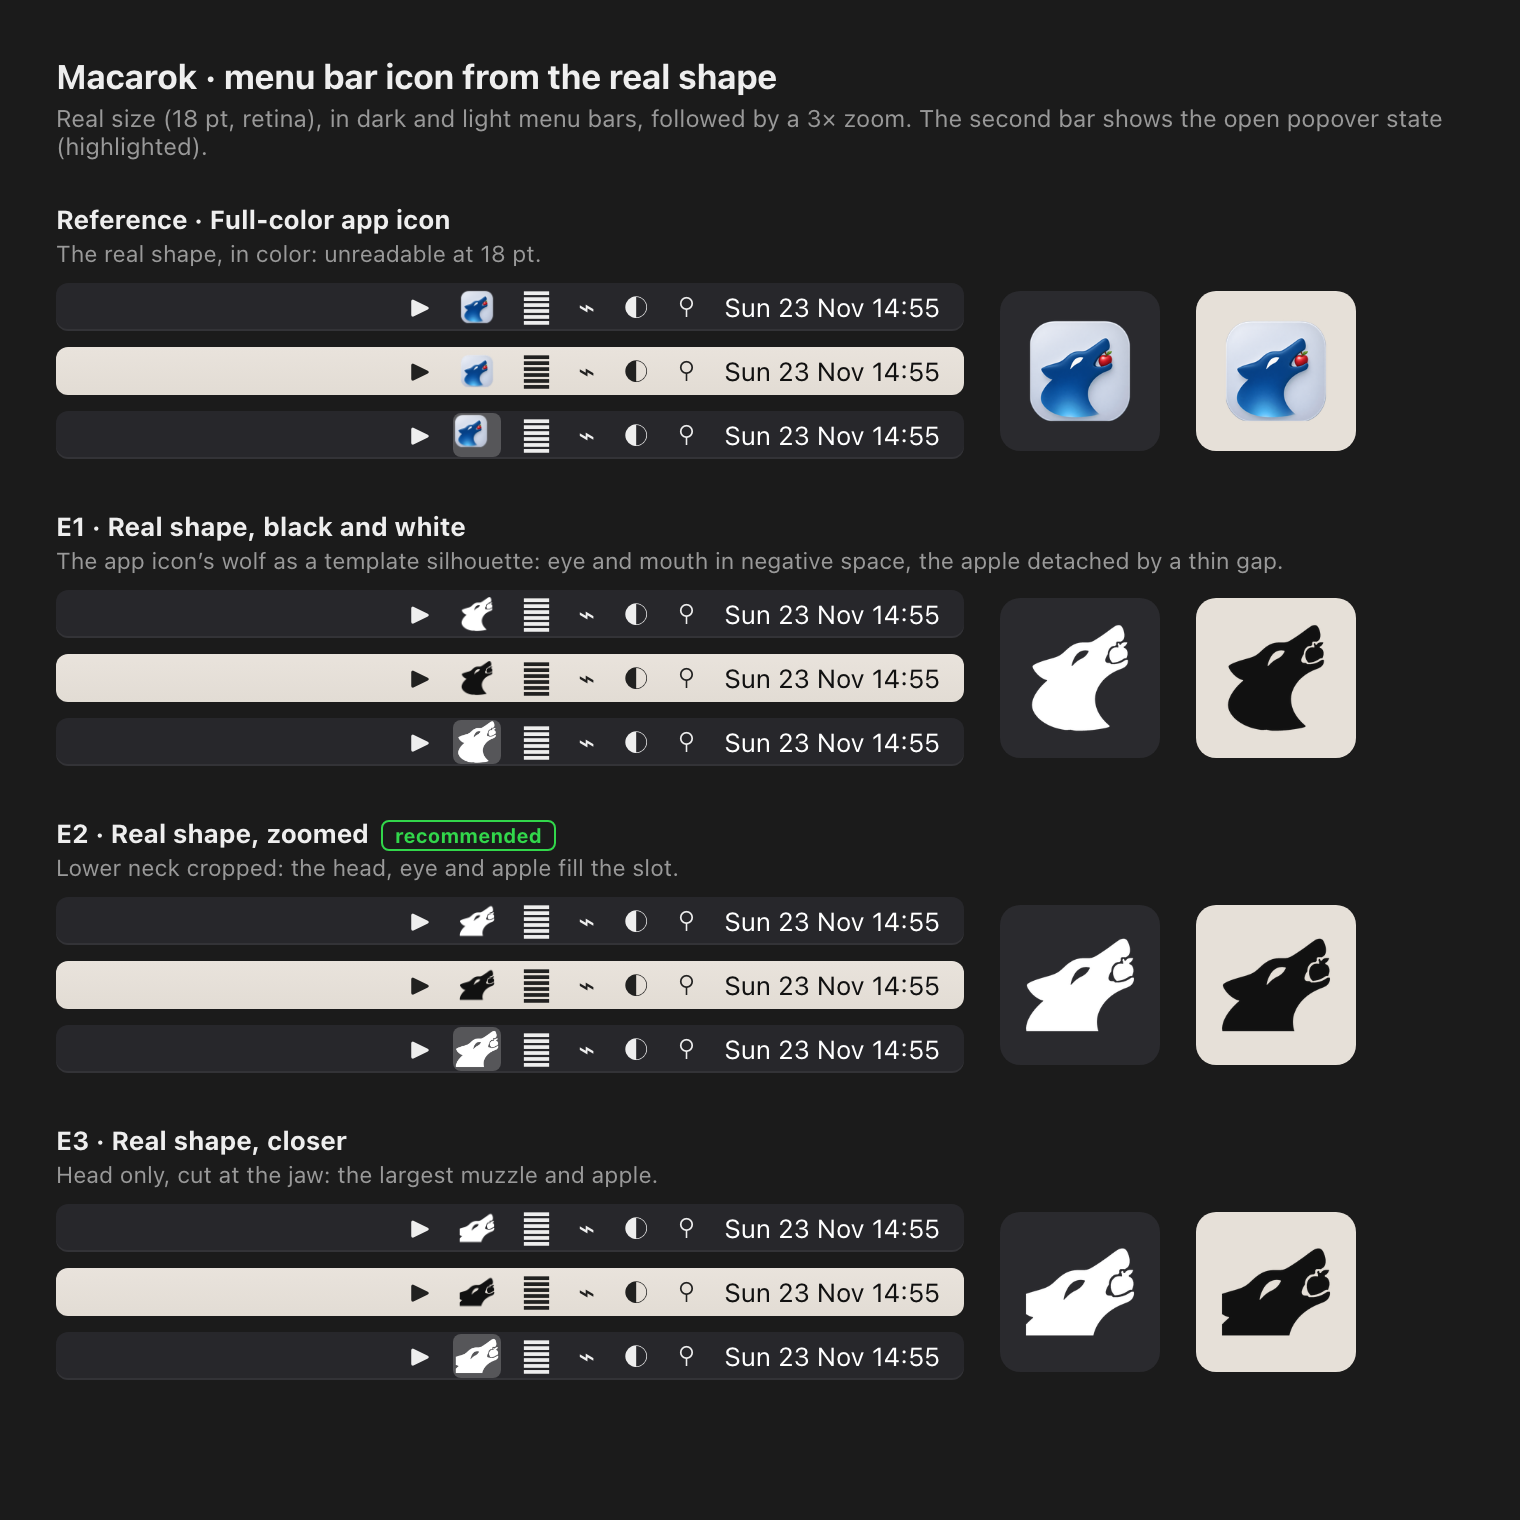 Macarok · menu bar icon from the real shape
Real size (18 pt, retina), in dark and light menu bars, followed by a 3× zoom. The second bar shows the open popover state
(highlighted).
Reference · Full-color app icon
The real shape, in color: unreadable at 18 pt.
Sun 23 Nov 14:55
Sun 23 Nov 14:55
Sun 23 Nov 14:55
E1 · Real shape, black and white
The app icon’s wolf as a template silhouette: eye and mouth in negative space, the apple detached by a thin gap.
Sun 23 Nov 14:55
Sun 23 Nov 14:55
Sun 23 Nov 14:55
E2 · Real shape, zoomed recommended
Lower neck cropped: the head, eye and apple fill the slot.
Sun 23 Nov 14:55
Sun 23 Nov 14:55
Sun 23 Nov 14:55
E3 · Real shape, closer
Head only, cut at the jaw: the largest muzzle and apple.
Sun 23 Nov 14:55
Sun 23 Nov 14:55
Sun 23 Nov 14:55